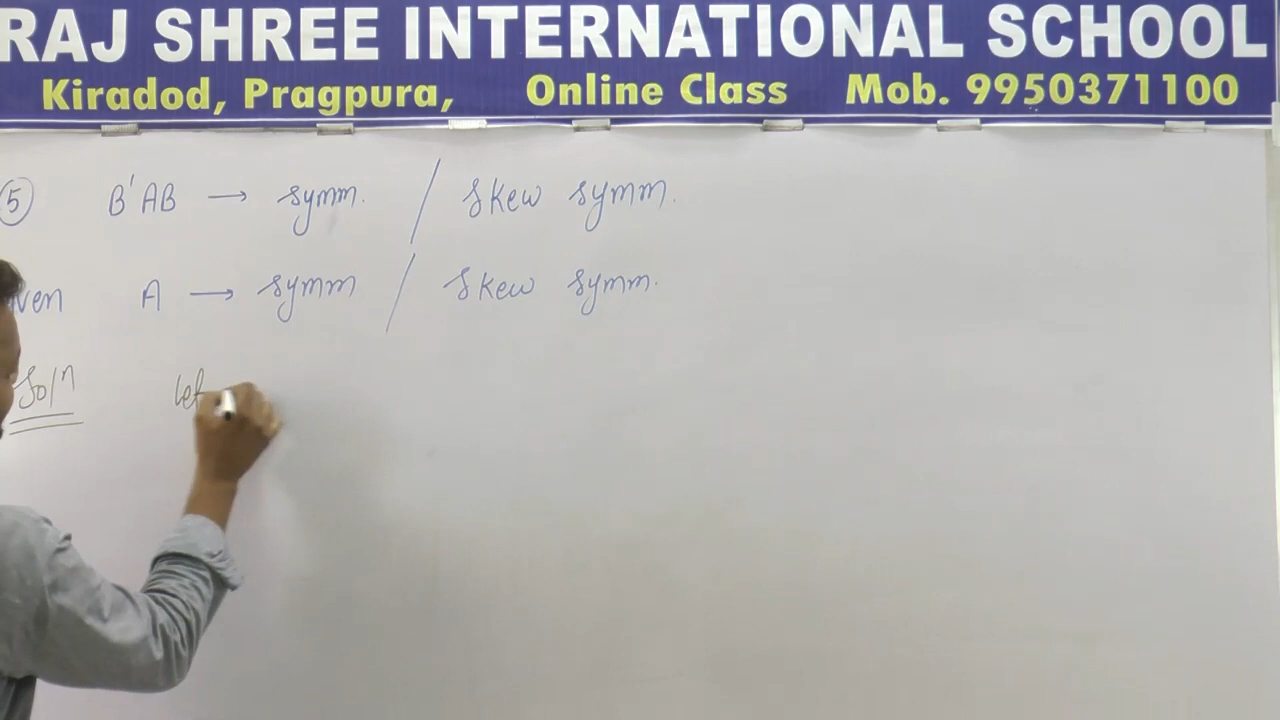 RAJ SHREE INTERNATIONAL SCHOOL
Kiradod, Pragpura, Online Class Mob. 9950371100
5 B'AB → symm. / Skew symm.
ven A → symm / Skew symm.
Solⁿ let